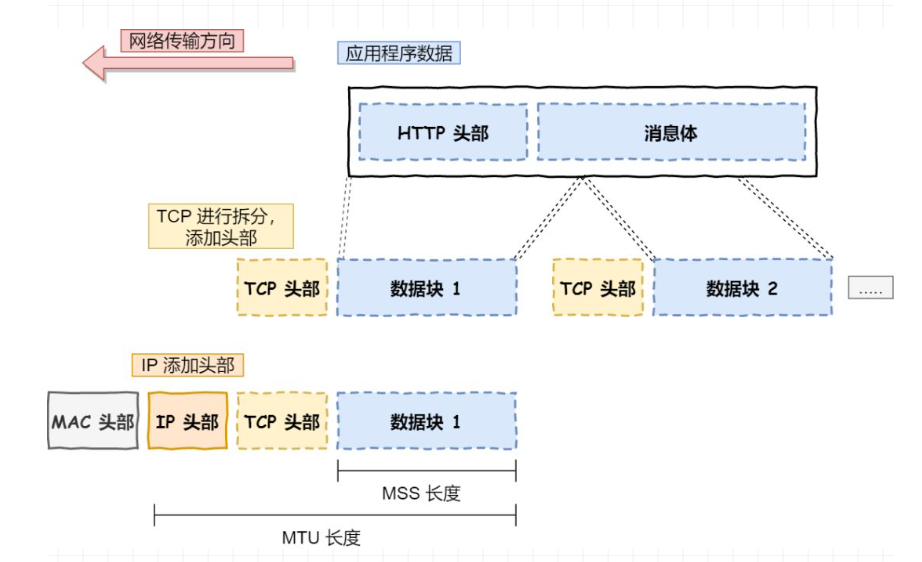 网络传输方向
应用程序数据
HTTP 头部
消息体
TCP 进行拆分，
添加头部
TCP 头部
数据块 1
TCP 头部
数据块 2
.....
IP 添加头部
MAC 头部
IP 头部
TCP 头部
数据块 1
MSS 长度
MTU 长度